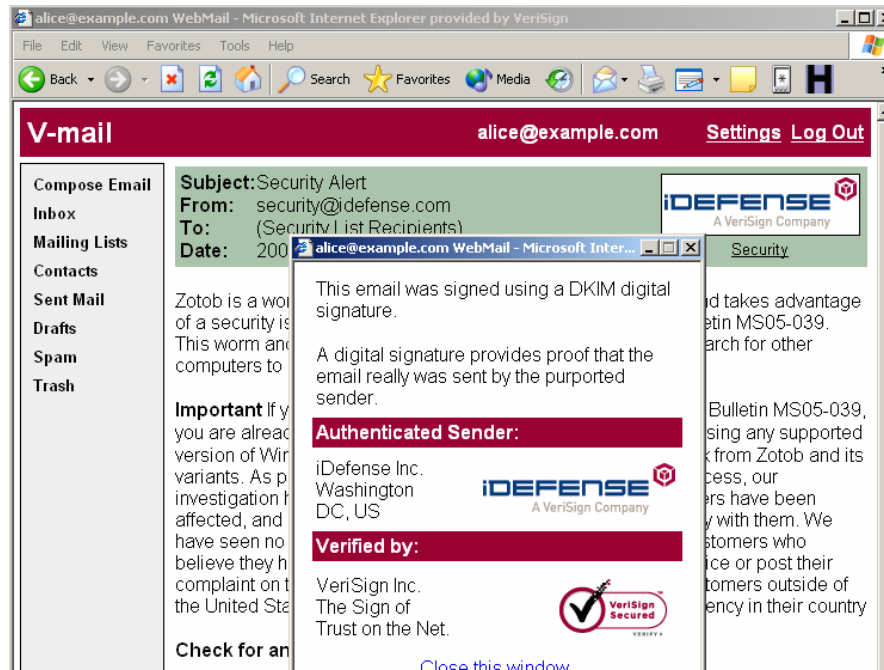 alice@example.com WebMail - Microsoft Internet Explorer provided by VeriSign
File Edit View Favorites Tools Help
Back Search Favorites Media
V-mail alice@example.com Settings Log Out
Compose Email
Inbox
Mailing Lists
Contacts
Sent Mail
Drafts
Spam
Trash
Subject:Security Alert
From: security@idefense.com
To: (Security List Recipients)
Date: 200
iDEFENSE
A VeriSign Company
Security
Zotob is a wo
of a security is
This worm and
computers to
nd takes advantage
etin MS05-039.
arch for other
Important If y
you are alread
version of Win
variants. As p
investigation h
affected, and
have seen no
believe they h
complaint on t
the United Sta
Bulletin MS05-039,
sing any supported
from Zotob and its
cess, our
rs have been
y with them. We
stomers who
ice or post their
tomers outside of
ency in their country
Check for an
alice@example.com WebMail - Microsoft Inter...
This email was signed using a DKIM digital
signature.
A digital signature provides proof that the
email really was sent by the purported
sender.
Authenticated Sender:
iDefense Inc.
Washington
DC, US
iDEFENSE
A VeriSign Company
Verified by:
VeriSign Inc.
The Sign of
Trust on the Net.
VeriSign
Secured
VERIFY
Close this window